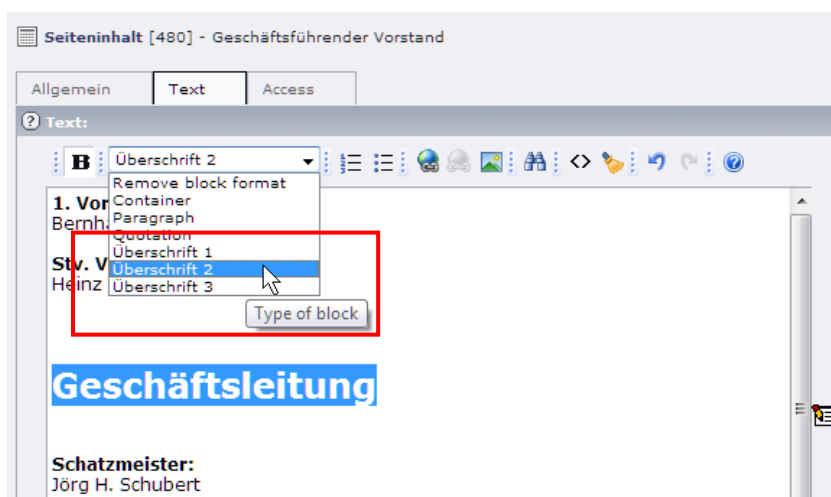 Seiteninhalt [480] - Geschäftsführender Vorstand
Allgemein Text Access
Text:
B Überschrift 2
Remove block format
Container
Paragraph
Quotation
Überschrift 1
Überschrift 2
Überschrift 3
Type of block
1. Vor
Bernha
Stv. V
Heinz
Geschäftsleitung
Schatzmeister:
Jörg H. Schubert